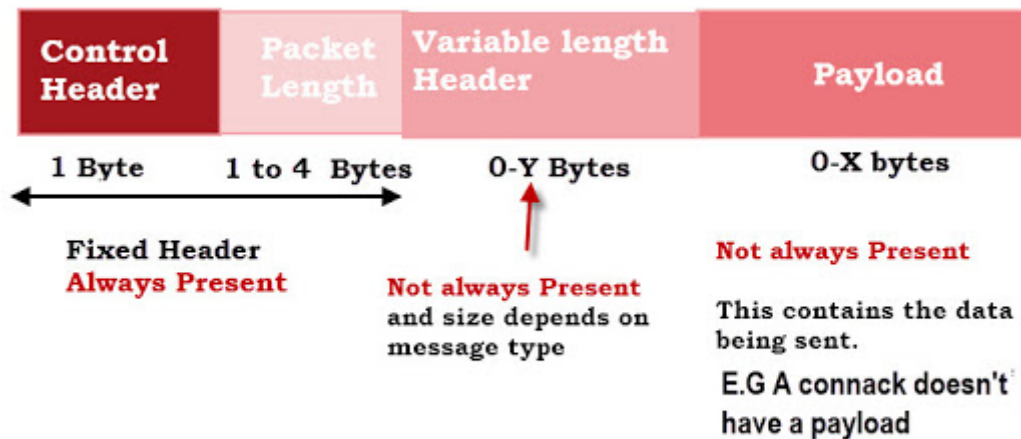 Control
Header
Packet
Length
Variable length
Header
Payload
1 Byte
1 to 4 Bytes
0-Y Bytes
0-X bytes
Fixed Header
Always Present
Not always Present
and size depends on
message type
Not always Present
This contains the data
being sent.
E.G A connack doesn't
have a payload